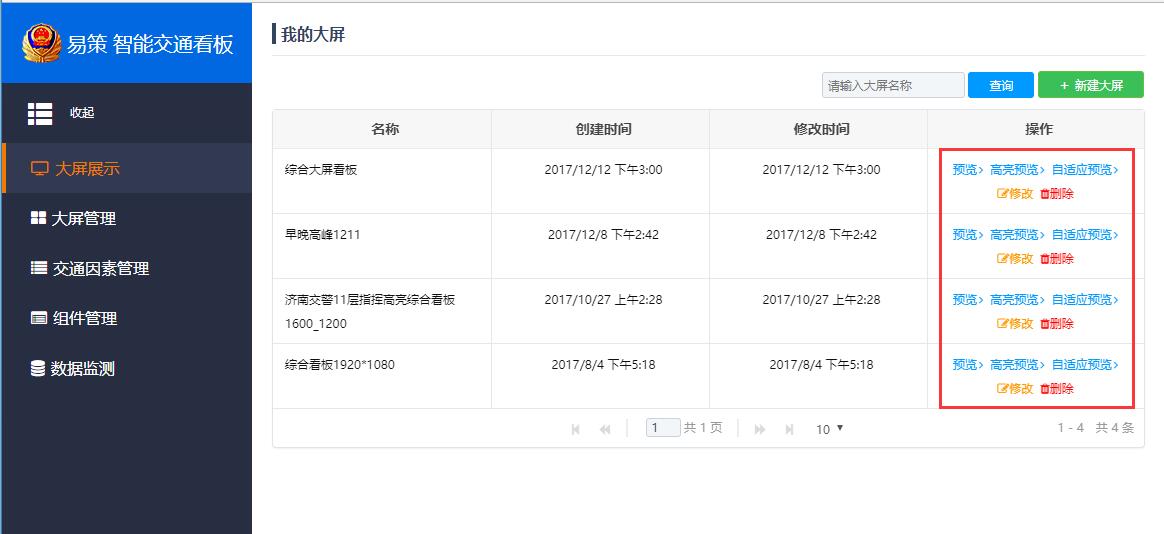 易策 智能交通看板
收起
大屏展示
大屏管理
交通因素管理
组件管理
数据监测
我的大屏
请输入大屏名称 查询 + 新建大屏
名称 创建时间 修改时间 操作
综合大屏看板 2017/12/12 下午3:00 2017/12/12 下午3:00 预览 高亮预览 自适应预览
修改 删除
早晚高峰1211 2017/12/8 下午2:42 2017/12/8 下午2:42 预览 高亮预览 自适应预览
修改 删除
济南交警11层指挥高亮综合看板 2017/10/27 上午2:28 2017/10/27 上午2:28 预览 高亮预览 自适应预览
1600_1200 修改 删除
综合看板1920*1080 2017/8/4 下午5:18 2017/8/4 下午5:18 预览 高亮预览 自适应预览
修改 删除
1 共 1 页 10 1 - 4 共 4 条